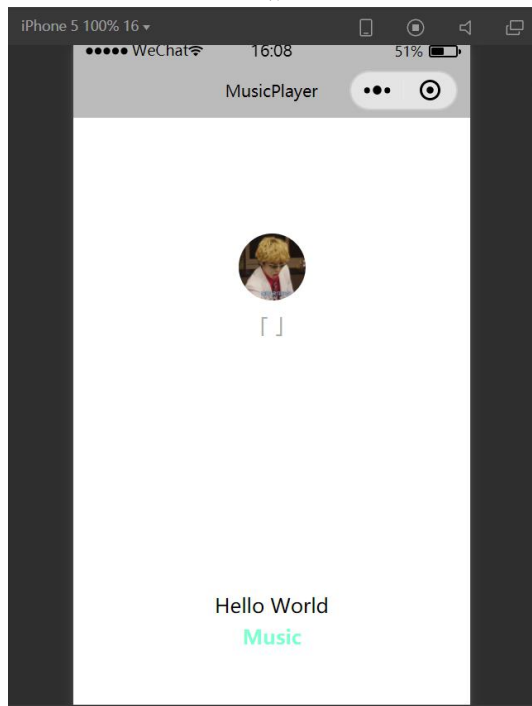 iPhone 5 100% 16
WeChat 16:08 51%
MusicPlayer
「」
Hello World
Music